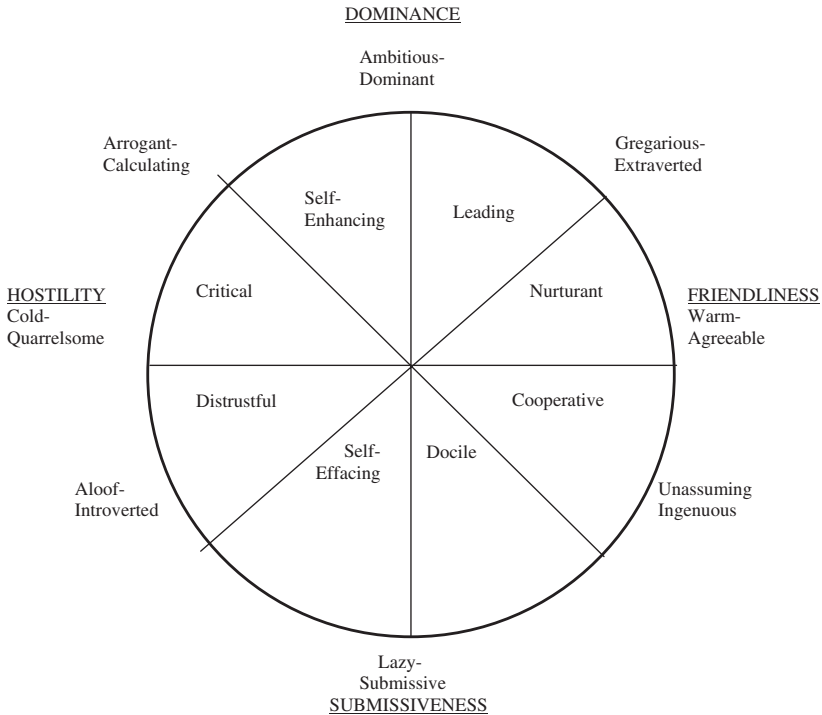 DOMINANCE
Ambitious-
Dominant
Arrogant-
Calculating
Gregarious-
Extraverted
Self-
Enhancing
Leading
Critical
Nurturant
HOSTILITY
Cold-
Quarrelsome
FRIENDLINESS
Warm-
Agreeable
Distrustful
Cooperative
Self-
Effacing
Docile
Aloof-
Introverted
Unassuming
Ingenuous
Lazy-
Submissive
SUBMISSIVENESS